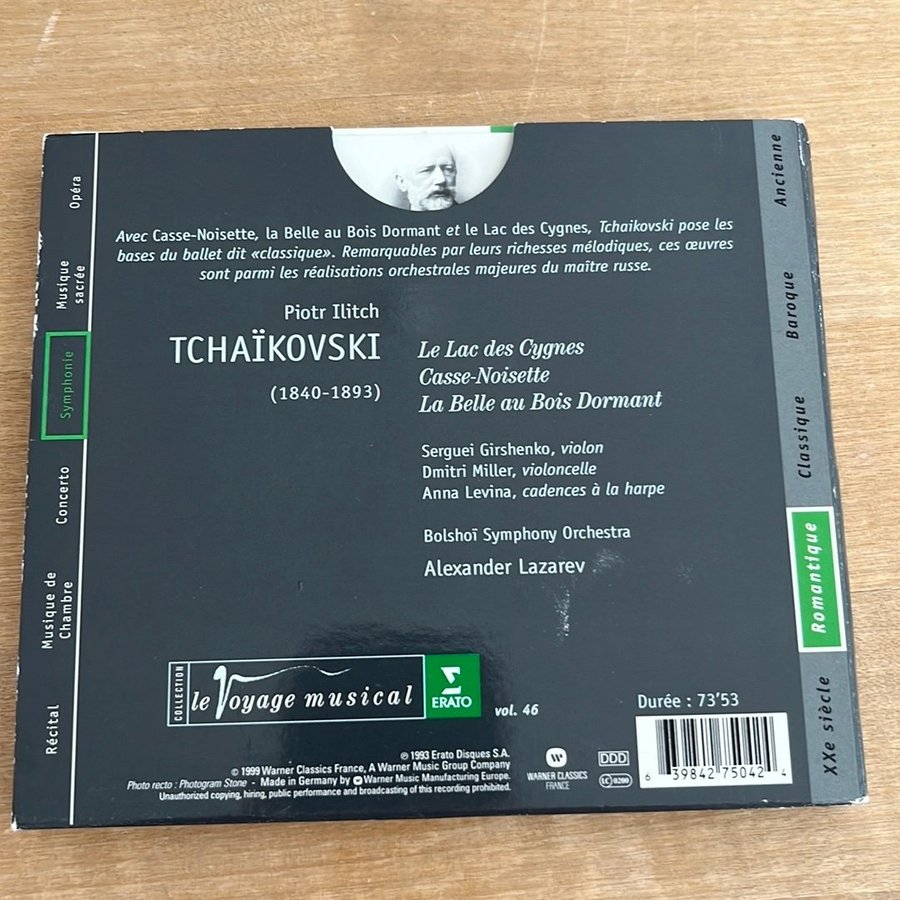 Avec Casse-Noisette, la Belle au Bois Dormant et le Lac des Cygnes, Tchaikovski pose les
bases du ballet dit «classique». Remarquables par leurs richesses mélodiques, ces œuvres
sont parmi les réalisations orchestrales majeures du maître russe.
Piotr Ilitch
TCHAÏKOVSKI
(1840-1893)
Le Lac des Cygnes
Casse-Noisette
La Belle au Bois Dormant
Serguei Girshenko, violon
Dmitri Miller, violoncelle
Anna Levina, cadences à la harpe
Bolshoï Symphony Orchestra
Alexander Lazarev
COLLECTION
le Voyage musical
ERATO
vol. 46
Durée : 73'53
℗ 1993 Erato Disques S.A.
© 1999 Warner Classics France, A Warner Music Group Company
Photo recto : Photogram Stone - Made in Germany by Warner Music Manufacturing Europe.
Unauthorized copying, hiring, public performance and broadcasting of this recording prohibited.
WARNER CLASSICS
FRANCE
DDD
LC 0200
6 39842 75042 4
Opéra
Musique
sacrée
Symphonie
Concerto
Musique de
Chambre
Récital
Ancienne
Baroque
Classique
Romantique
XXe siècle